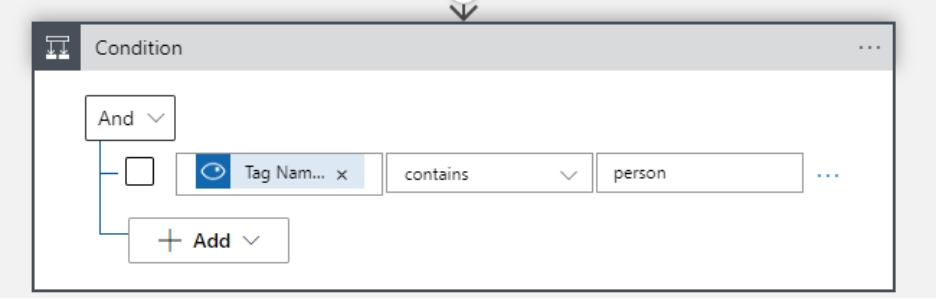 Condition
And
Tag Nam... × contains person
Add